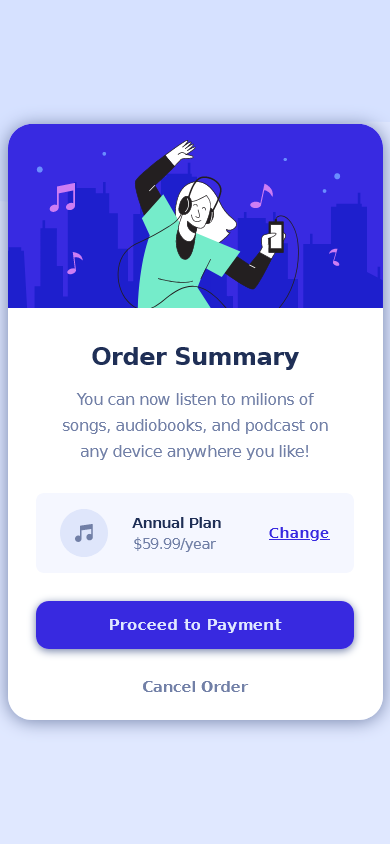 Order Summary
You can now listen to milions of
songs, audiobooks, and podcast on
any device anywhere you like!
Annual Plan
$59.99/year
Change
Proceed to Payment
Cancel Order